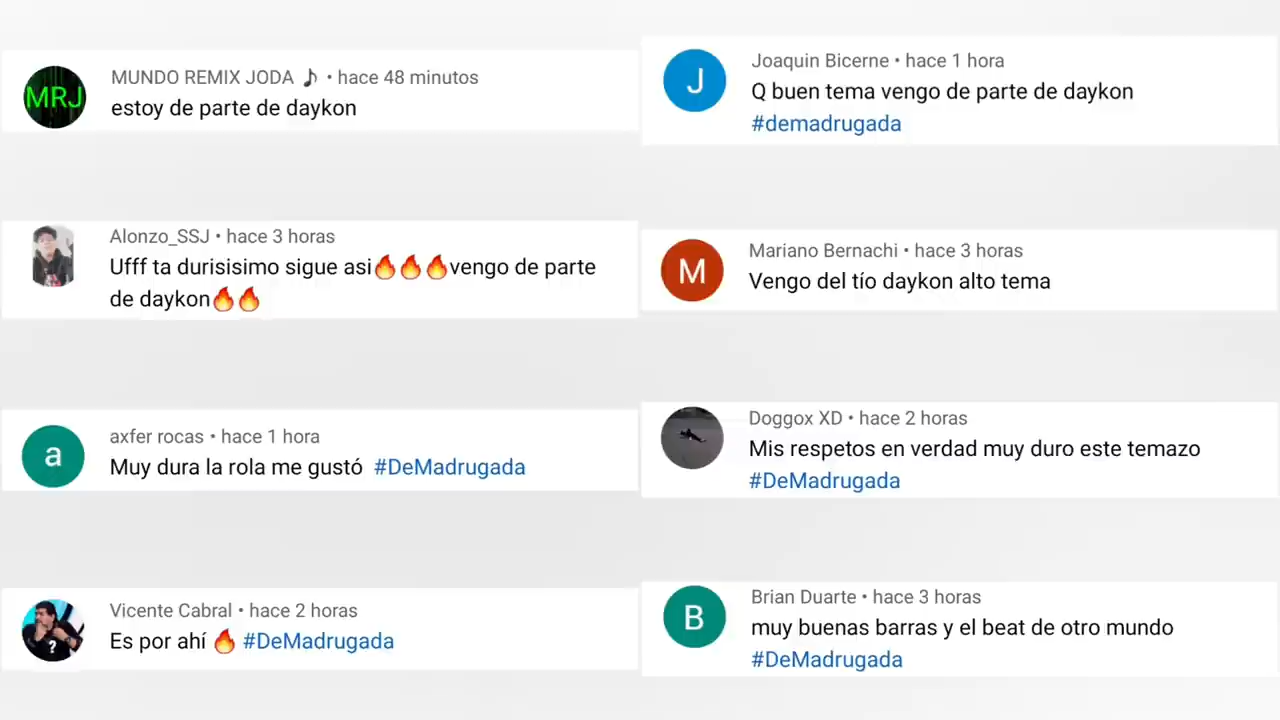 MRJ
MUNDO REMIX JODA 🎵 • hace 48 minutos
estoy de parte de daykon
Alonzo_SSJ • hace 3 horas
Ufff ta durisisimo sigue asi🔥🔥🔥vengo de parte
de daykon🔥🔥
a
axfer rocas • hace 1 hora
Muy dura la rola me gustó #DeMadrugada
?
Vicente Cabral • hace 2 horas
Es por ahí 🔥 #DeMadrugada
J
Joaquin Bicerne • hace 1 hora
Q buen tema vengo de parte de daykon
#demadrugada
M
Mariano Bernachi • hace 3 horas
Vengo del tío daykon alto tema
Doggox XD • hace 2 horas
Mis respetos en verdad muy duro este temazo
#DeMadrugada
B
Brian Duarte • hace 3 horas
muy buenas barras y el beat de otro mundo
#DeMadrugada